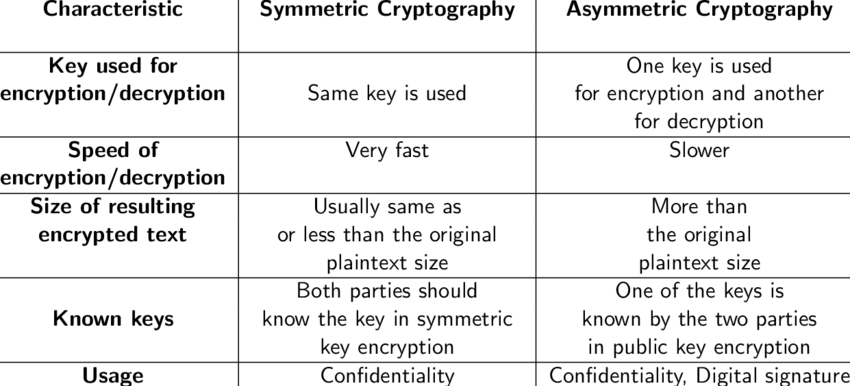 Characteristic
Symmetric Cryptography
Asymmetric Cryptography
Key used for
encryption/decryption
Same key is used
One key is used
for encryption and another
for decryption
Speed of
encryption/decryption
Very fast
Slower
Size of resulting
encrypted text
Usually same as
or less than the original
plaintext size
More than
the original
plaintext size
Known keys
Both parties should
know the key in symmetric
key encryption
One of the keys is
known by the two parties
in public key encryption
Usage
Confidentiality
Confidentiality, Digital signature